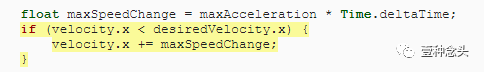 float maxSpeedChange = maxAcceleration * Time.deltaTime;
if (velocity.x < desiredVelocity.x) {
velocity.x += maxSpeedChange;
}
壹种念头